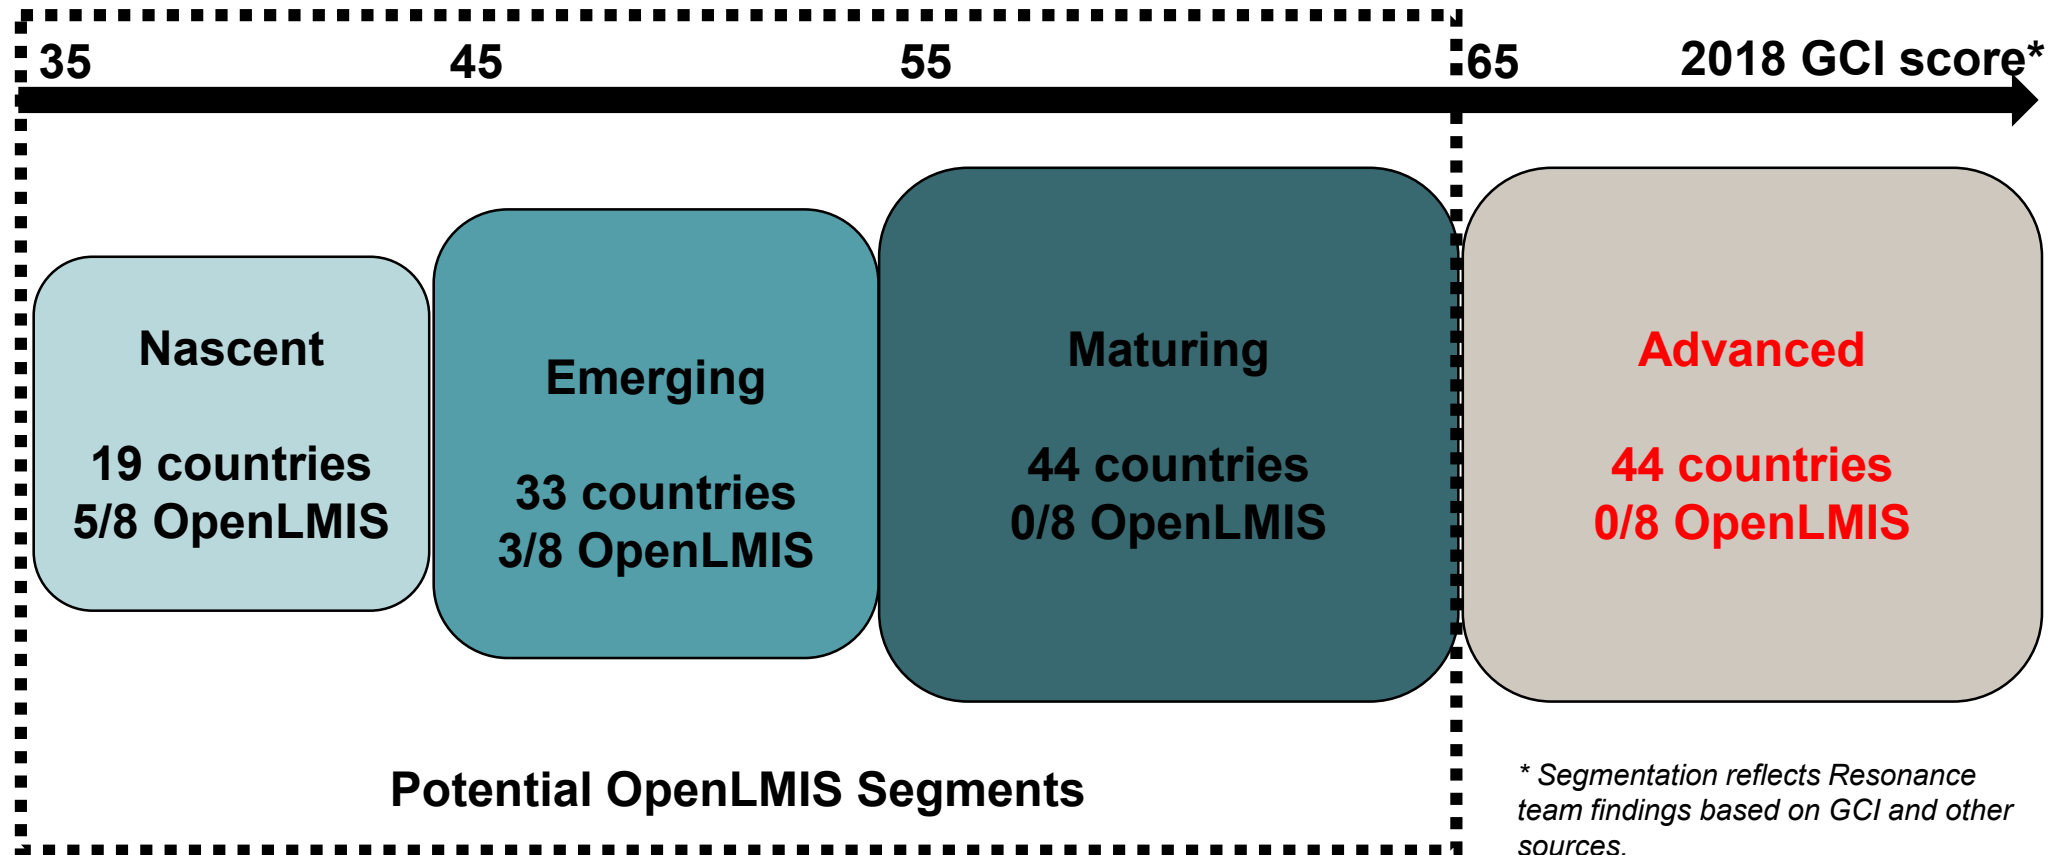 35 45 55 65 2018 GCI score*
Nascent
19 countries
5/8 OpenLMIS
Emerging
33 countries
3/8 OpenLMIS
Maturing
44 countries
0/8 OpenLMIS
Advanced
44 countries
0/8 OpenLMIS
Potential OpenLMIS Segments
* Segmentation reflects Resonance
team findings based on GCI and other
sources.